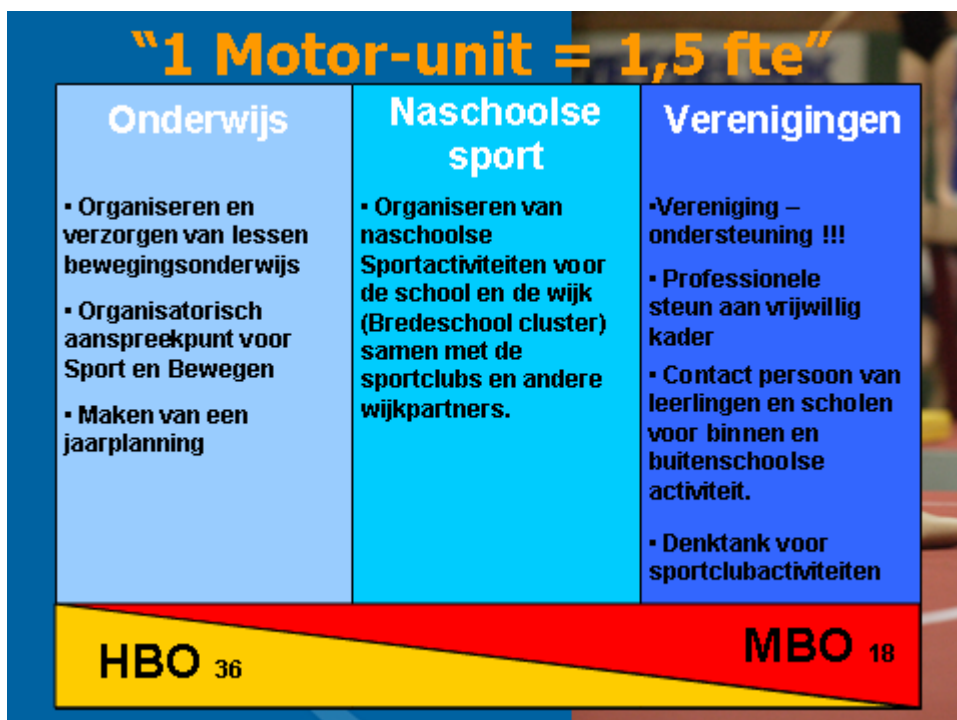 “1 Motor-unit = 1,5 fte”
Onderwijs
▪ Organiseren en
verzorgen van lessen
bewegingsonderwijs
▪ Organisatorisch
aanspreekpunt voor
Sport en Bewegen
▪ Maken van een
jaarplanning
Naschoolse
sport
▪ Organiseren van
naschoolse
Sportactiviteiten voor
de school en de wijk
(Bredeschool cluster)
samen met de
sportclubs en andere
wijkpartners.
Verenigingen
▪Vereniging –
ondersteuning !!!
▪ Professionele
steun aan vrijwillig
kader
▪ Contact persoon van
leerlingen en scholen
voor binnen en
buitenschoolse
activiteit.
▪ Denktank voor
sportclubactiviteiten
HBO 36
MBO 18